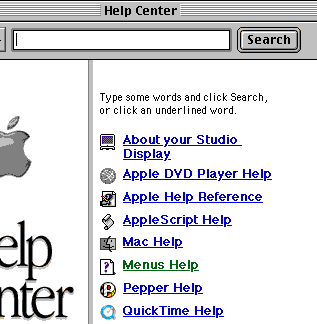 Help Center
Search
Type some words and click Search,
or click an underlined word.
About your Studio
Display
Apple DVD Player Help
Apple Help Reference
AppleScript Help
Mac Help
Menus Help
Pepper Help
QuickTime Help
elp
enter